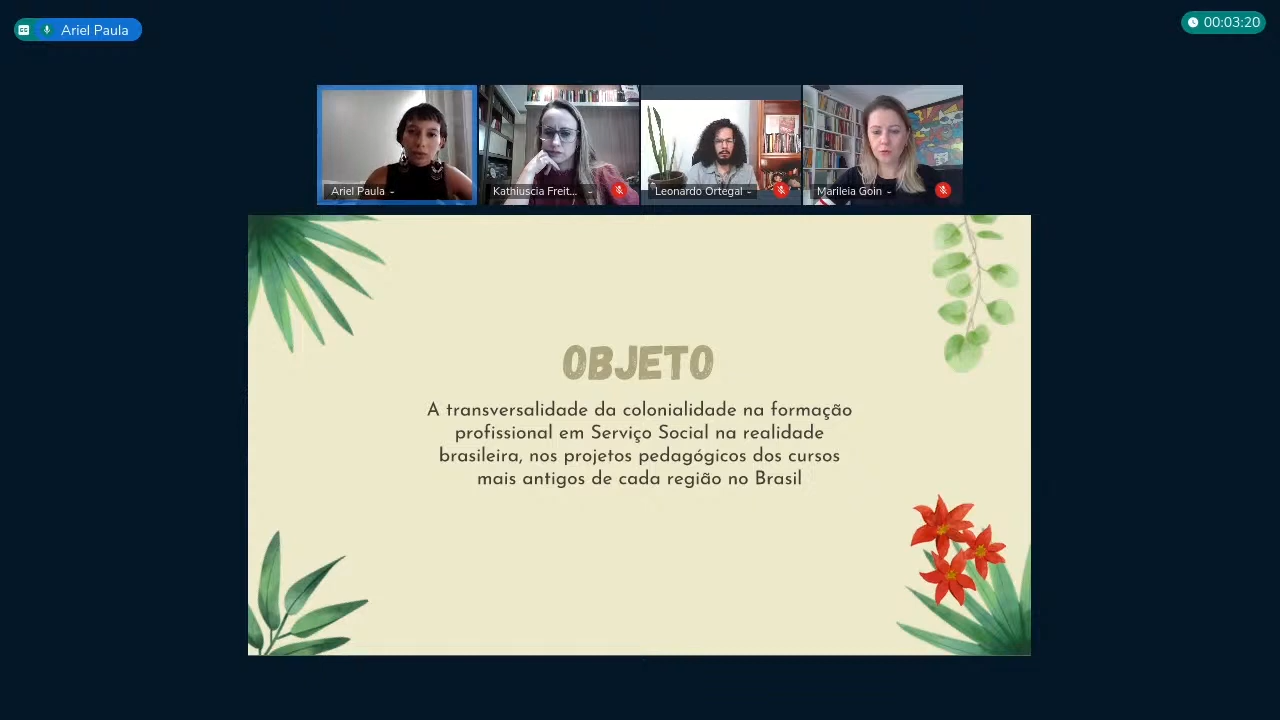 Ariel Paula
00:03:20
Ariel Paula
Kathiuscia Freit...
Leonardo Ortegal
Marileia Goin
OBJETO
A transversalidade da colonialidade na formação
profissional em Serviço Social na realidade
brasileira, nos projetos pedagógicos dos cursos
mais antigos de cada região no Brasil